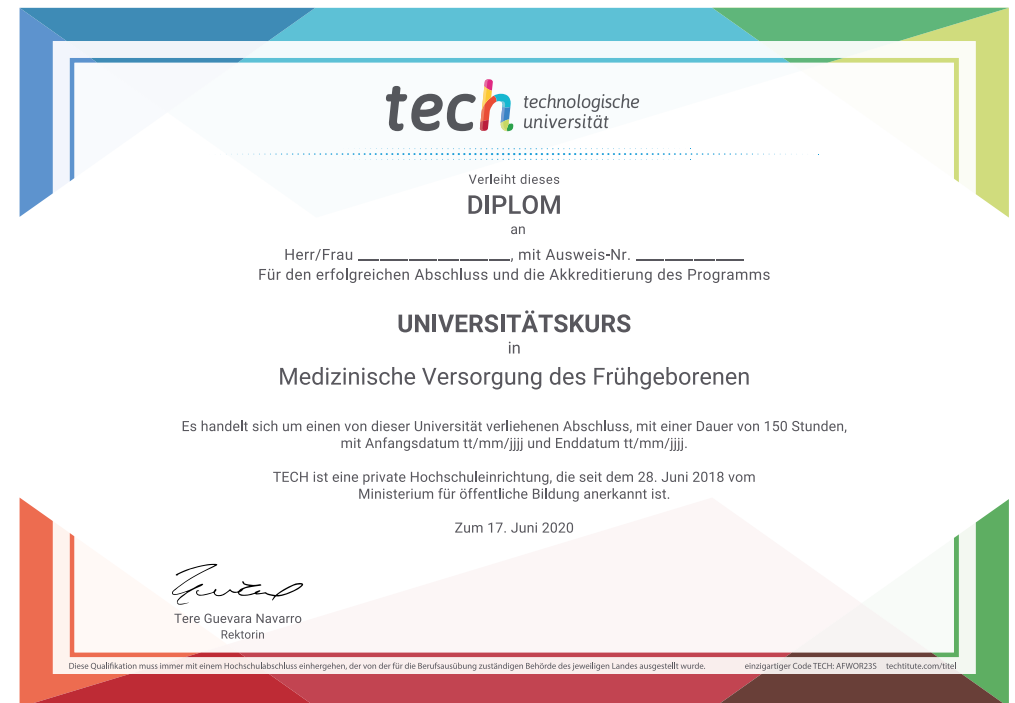 tech technologische
universität
Verleiht dieses
DIPLOM
an
Herr/Frau ____________________, mit Ausweis-Nr. ______________
Für den erfolgreichen Abschluss und die Akkreditierung des Programms
UNIVERSITÄTSKURS
in
Medizinische Versorgung des Frühgeborenen
Es handelt sich um einen von dieser Universität verliehenen Abschluss, mit einer Dauer von 150 Stunden,
mit Anfangsdatum tt/mm/jjjj und Enddatum tt/mm/jjjj.
TECH ist eine private Hochschuleinrichtung, die seit dem 28. Juni 2018 vom
Ministerium für öffentliche Bildung anerkannt ist.
Zum 17. Juni 2020
Tere Guevara Navarro
Rektorin
Diese Qualifikation muss immer mit einem Hochschulabschluss einhergehen, der von der für die Berufsausübung zuständigen Behörde des jeweiligen Landes ausgestellt wurde. einzigartiger Code TECH: AFWOR23S techtitute.com/titel